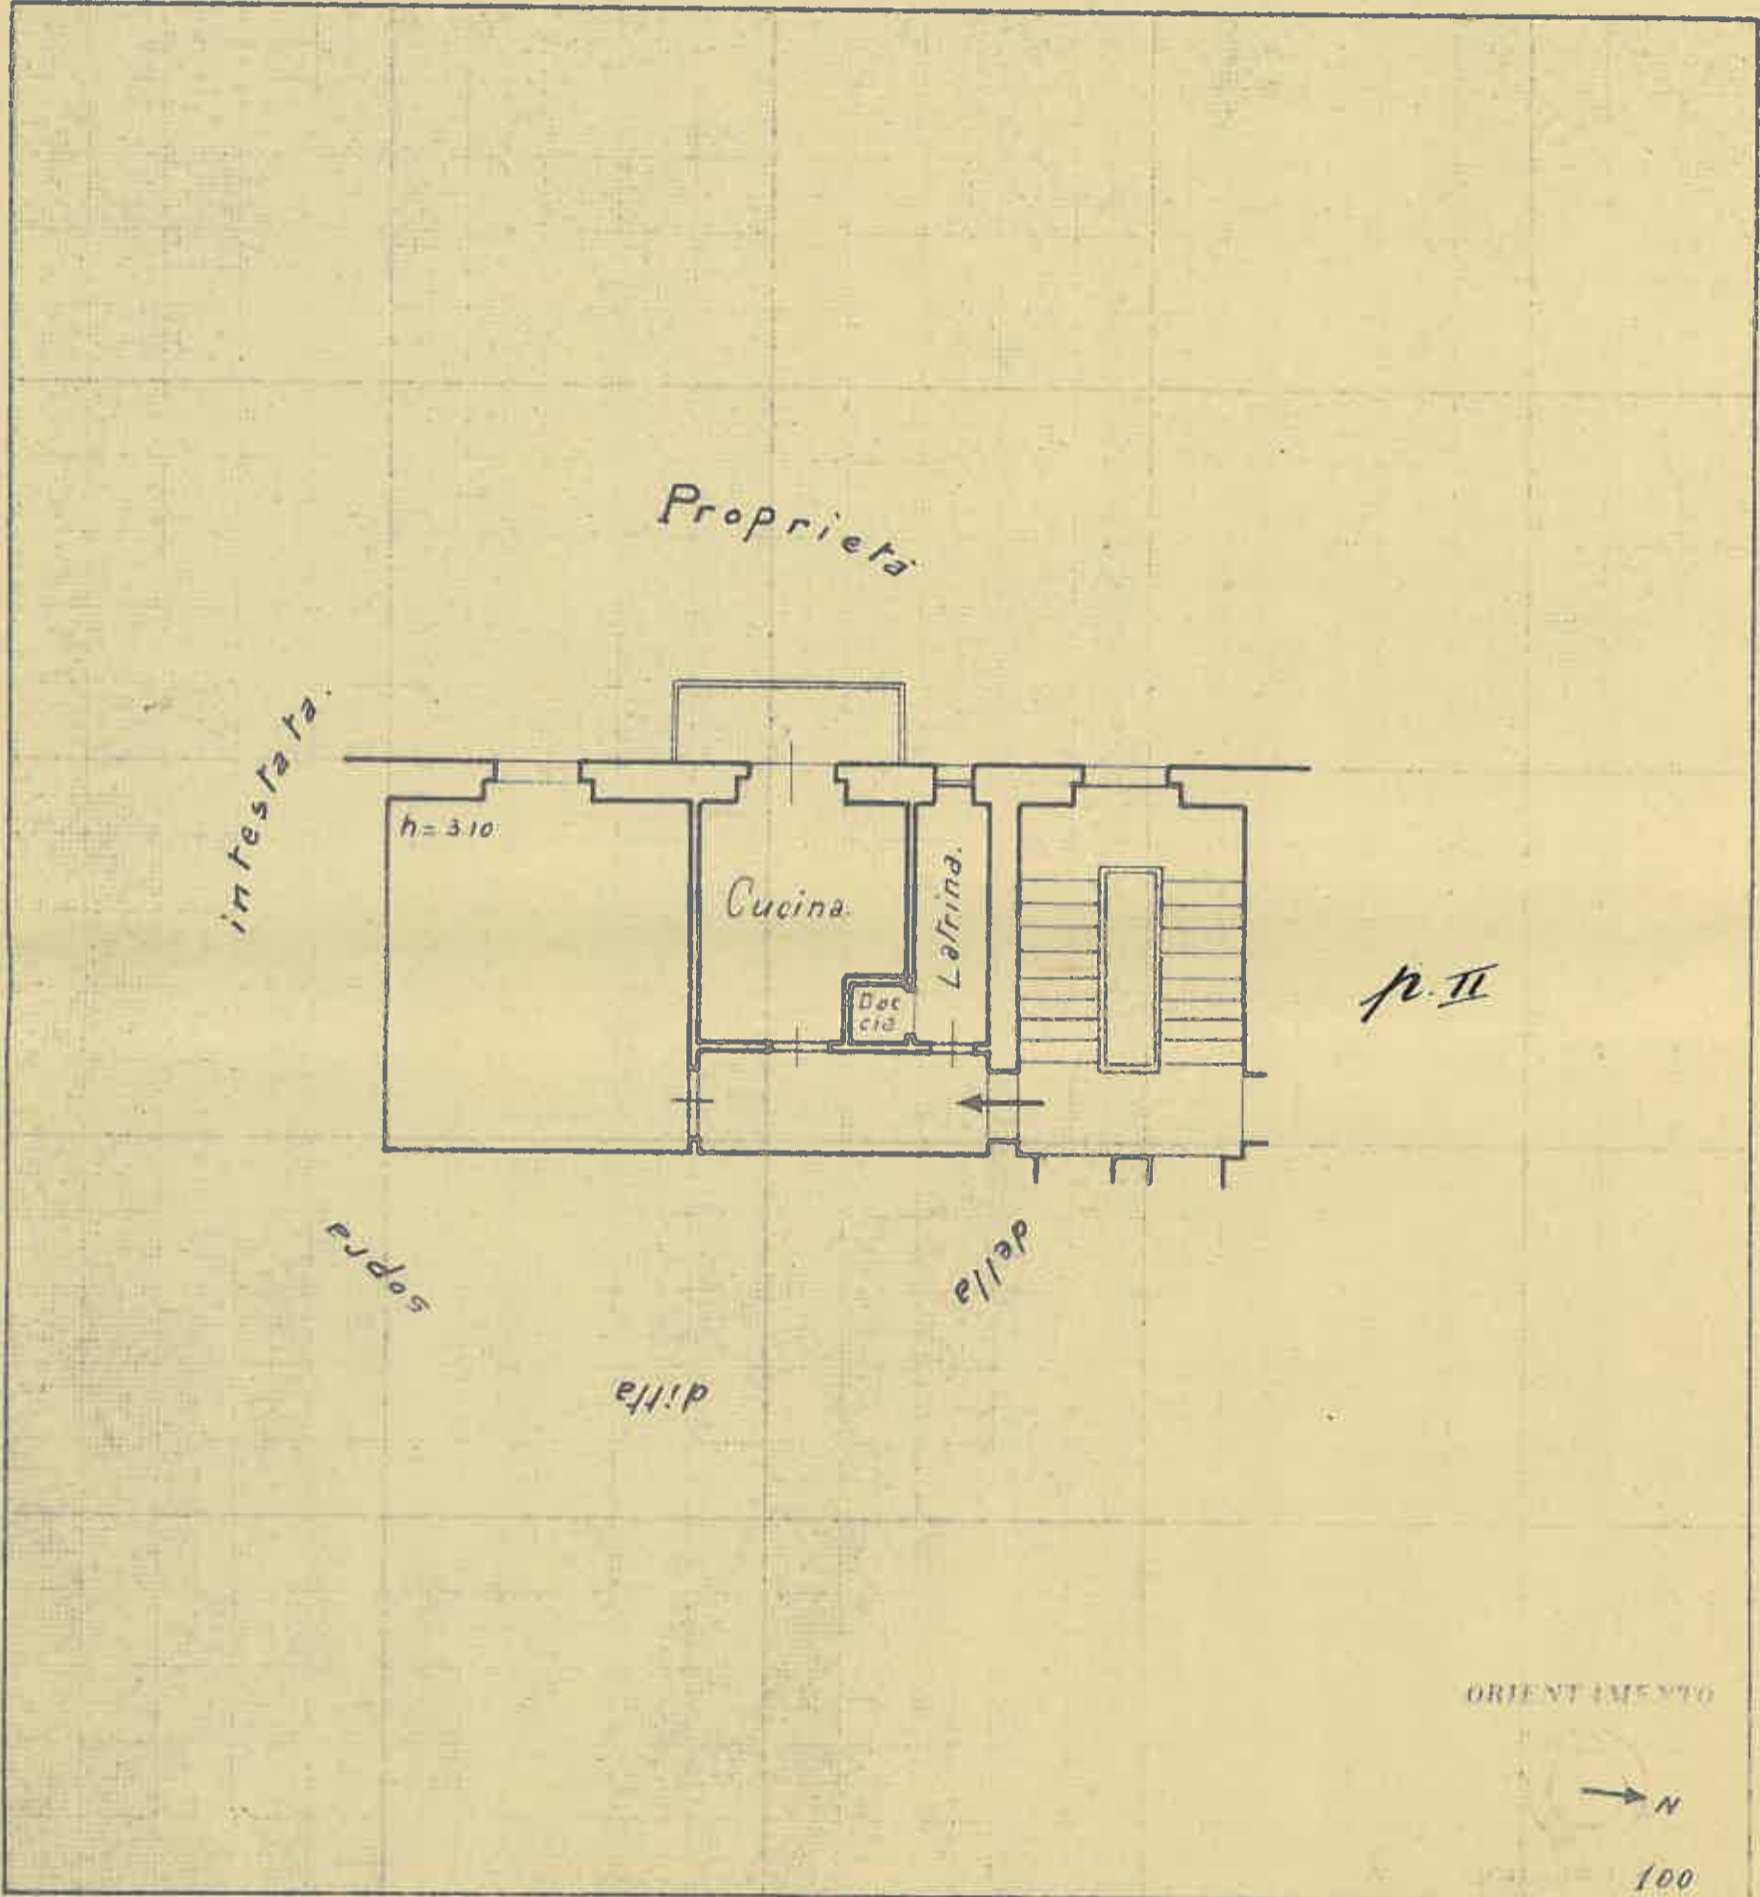 Proprietà
della
ditta
sopra
intestata.
h= 3.10
Cucina.
Latrina.
Doc
cia
p. II
ORIENTAMENTO
N
100